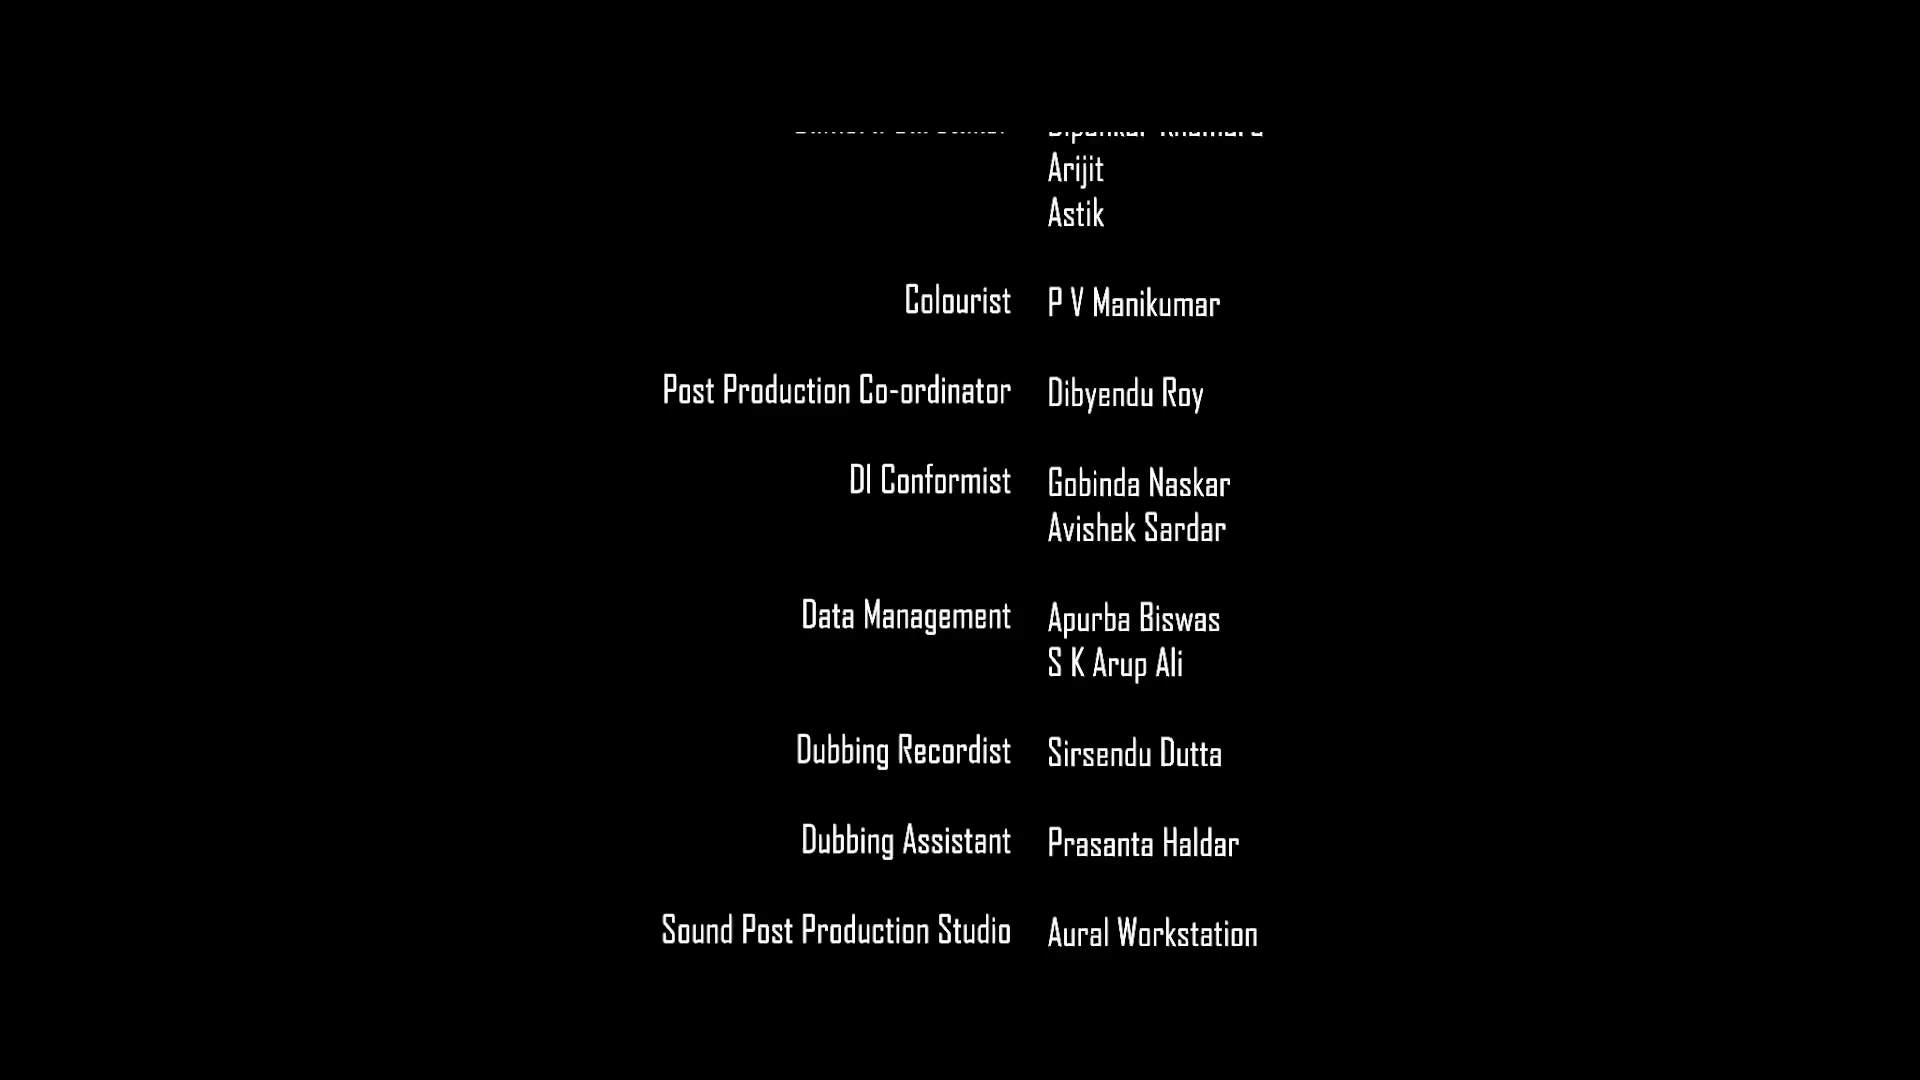 Arijit
Astik
Colourist P V Manikumar
Post Production Co-ordinator Dibyendu Roy
DI Conformist Gobinda Naskar
Avishek Sardar
Data Management Apurba Biswas
S K Arup Ali
Dubbing Recordist Sirsendu Dutta
Dubbing Assistant Prasanta Haldar
Sound Post Production Studio Aural Workstation